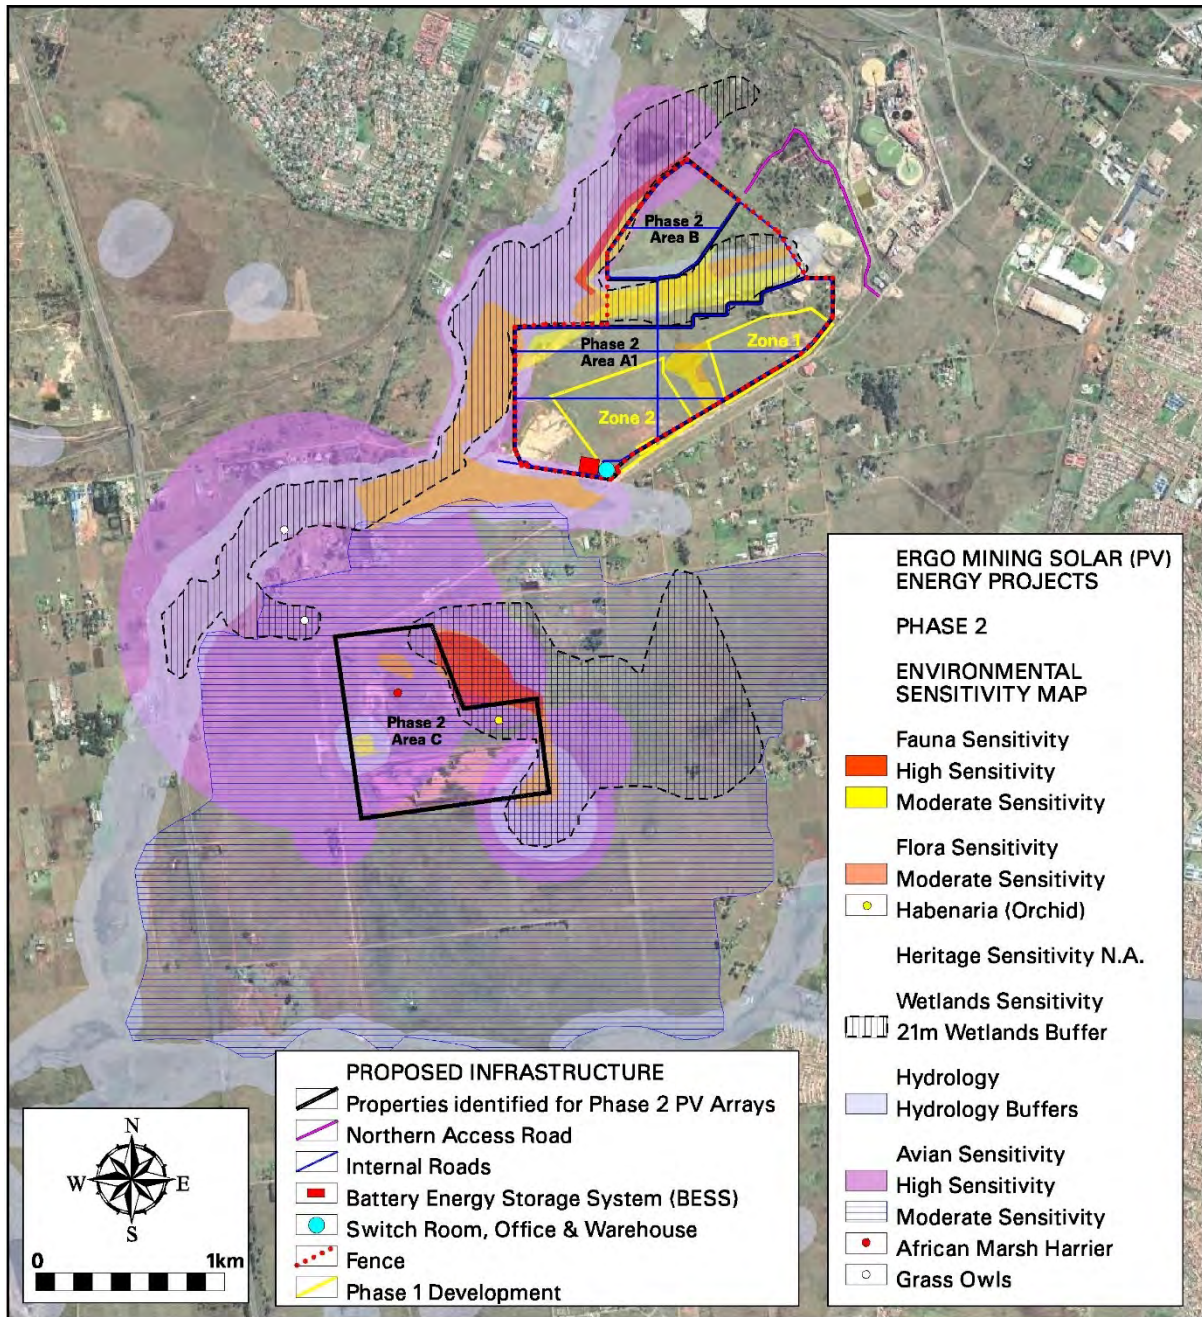 Phase 2
Area B
Phase 2
Area A1
Zone 1
Zone 2
Phase 2
Area C
ERGO MINING SOLAR (PV)
ENERGY PROJECTS
PHASE 2
ENVIRONMENTAL
SENSITIVITY MAP
Fauna Sensitivity
High Sensitivity
Moderate Sensitivity
Flora Sensitivity
Moderate Sensitivity
Habenaria (Orchid)
Heritage Sensitivity N.A.
Wetlands Sensitivity
21m Wetlands Buffer
Hydrology
Hydrology Buffers
Avian Sensitivity
High Sensitivity
Moderate Sensitivity
African Marsh Harrier
Grass Owls
PROPOSED INFRASTRUCTURE
Properties identified for Phase 2 PV Arrays
Northern Access Road
Internal Roads
Battery Energy Storage System (BESS)
Switch Room, Office & Warehouse
Fence
Phase 1 Development
N
W E
S
0 1km